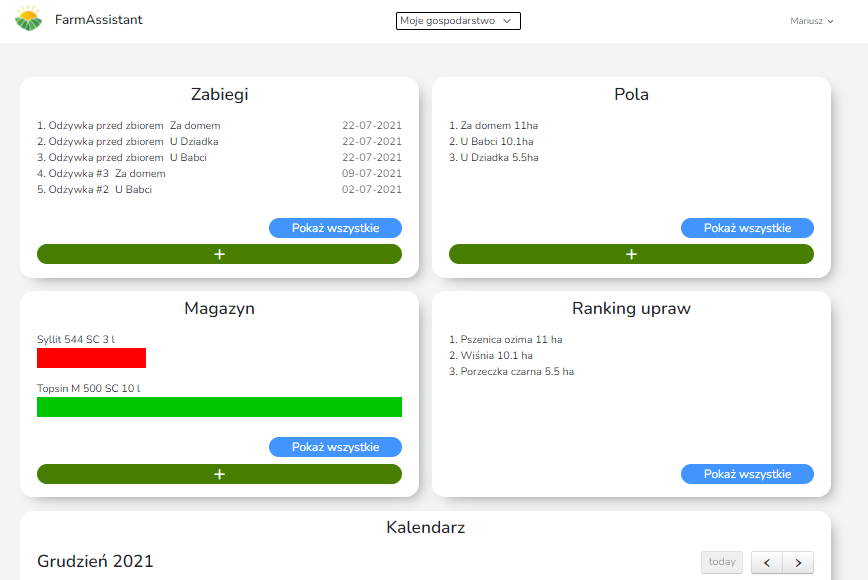 FarmAssistant
Moje gospodarstwo
Mariusz
Zabiegi
1. Odżywka przed zbiorem Za domem 22-07-2021
2. Odżywka przed zbiorem U Dziadka 22-07-2021
3. Odżywka przed zbiorem U Babci 22-07-2021
4. Odżywka #3 Za domem 09-07-2021
5. Odżywka #2 U Babci 02-07-2021
Pokaż wszystkie
+
Pola
1. Za domem 11ha
2. U Babci 10.1ha
3. U Dziadka 5.5ha
Pokaż wszystkie
+
Magazyn
Syllit 544 SC 3 l
Topsin M 500 SC 10 l
Pokaż wszystkie
+
Ranking upraw
1. Pszenica ozima 11 ha
2. Wiśnia 10.1 ha
3. Porzeczka czarna 5.5 ha
Pokaż wszystkie
Kalendarz
Grudzień 2021
today